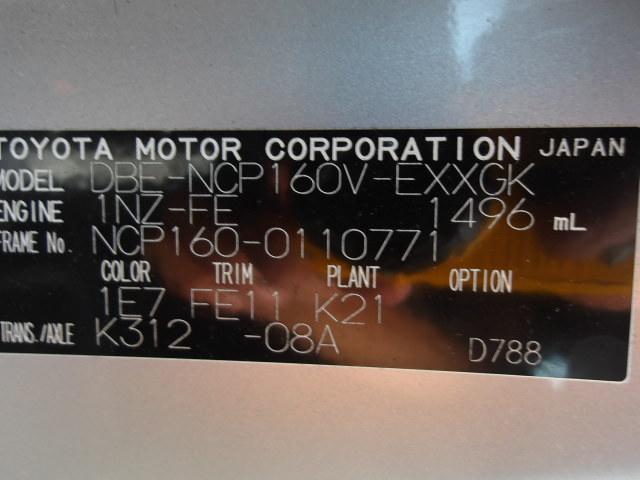 TOYOTA MOTOR CORPORATION JAPAN
MODEL DBE-NCP160V-EXXGK
ENGINE 1NZ-FE 1496 mL
FRAME No. NCP160-0110771
COLOR TRIM PLANT OPTION
1E7 FE11 K21
TRANS./AXLE K312 -08A D788